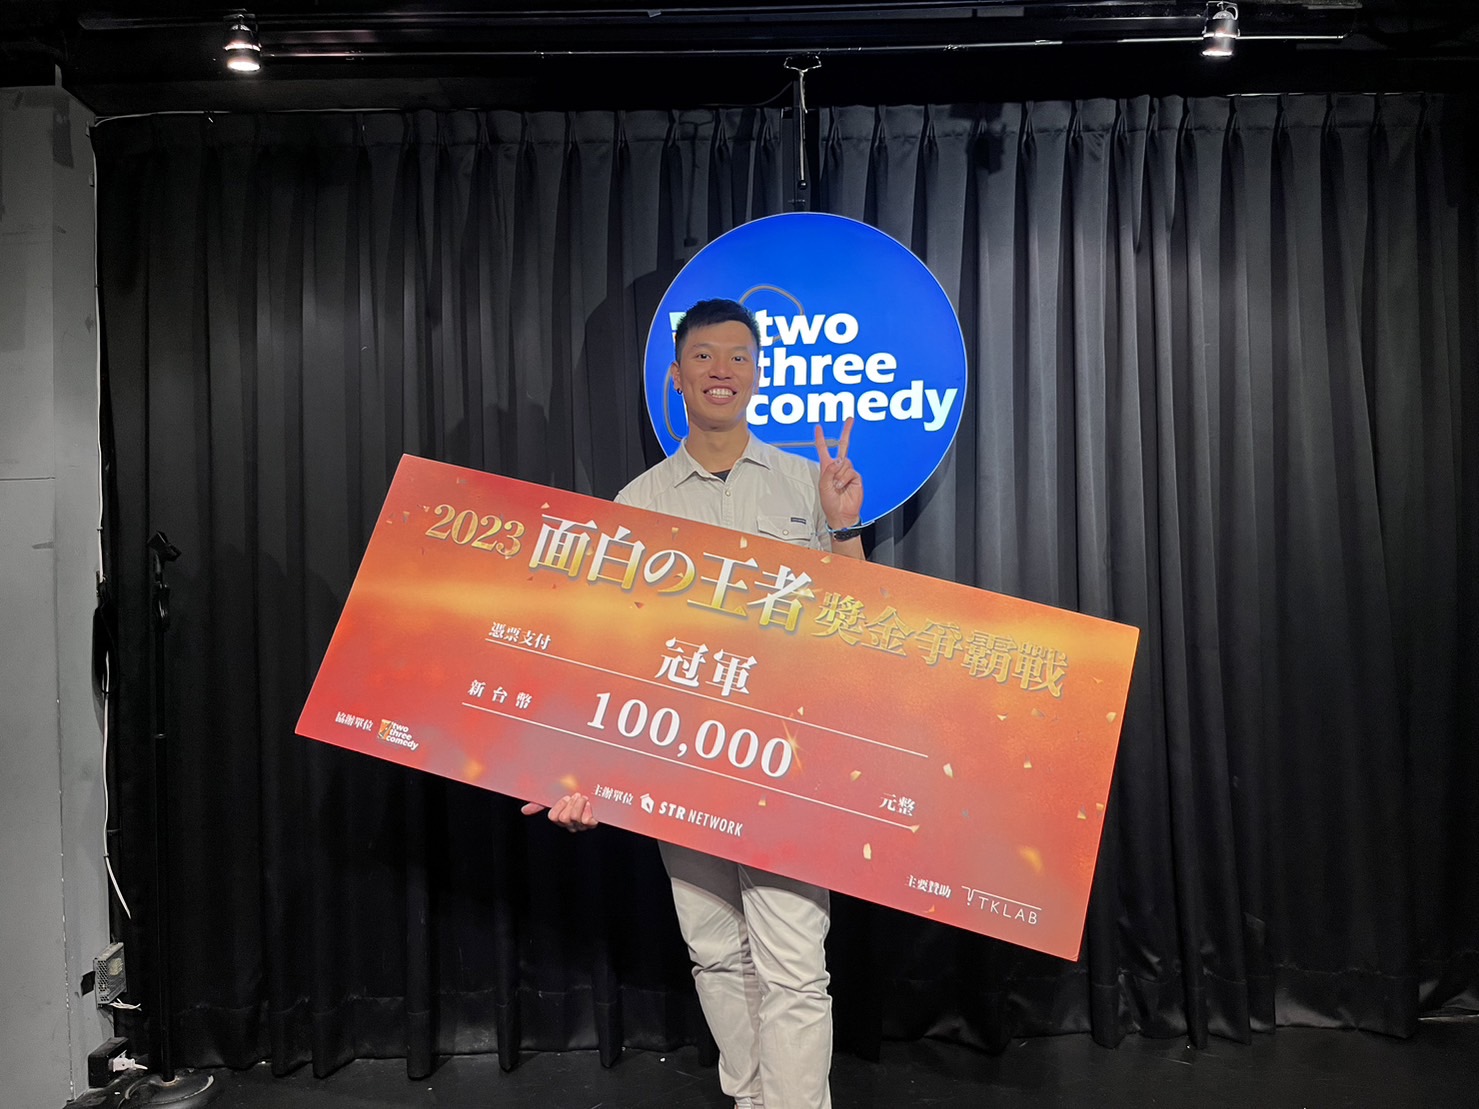 two
three
comedy
2023 面白の王者 獎金爭霸戰
憑票支付 冠軍
新台幣 100,000 元整
協辦單位 two three comedy
主辦單位 STR NETWORK
主要贊助 TKLAB